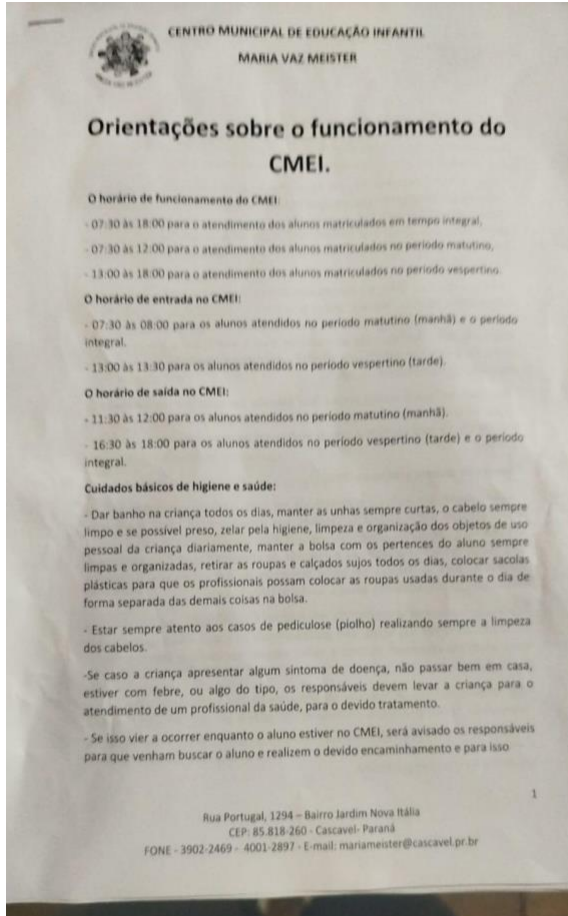 CENTRO MUNICIPAL DE EDUCAÇÃO INFANTIL
MARIA VAZ MEISTER
Orientações sobre o funcionamento do
CMEI.
O horário de funcionamento do CMEI:
- 07:30 às 18:00 para o atendimento dos alunos matriculados em tempo integral,
- 07:30 às 12:00 para o atendimento dos alunos matriculados no período matutino,
- 13:00 às 18:00 para o atendimento dos alunos matriculados no período vespertino.
O horário de entrada no CMEI:
- 07:30 às 08:00 para os alunos atendidos no período matutino (manhã) e o período
integral.
- 13:00 às 13:30 para os alunos atendidos no período vespertino (tarde).
O horário de saída no CMEI:
- 11:30 às 12:00 para os alunos atendidos no período matutino (manhã).
- 16:30 às 18:00 para os alunos atendidos no período vespertino (tarde) e o período
integral.
Cuidados básicos de higiene e saúde:
- Dar banho na criança todos os dias, manter as unhas sempre curtas, o cabelo sempre
limpo e se possível preso, zelar pela higiene, limpeza e organização dos objetos de uso
pessoal da criança diariamente, manter a bolsa com os pertences do aluno sempre
limpas e organizadas, retirar as roupas e calçados sujos todos os dias, colocar sacolas
plásticas para que os profissionais possam colocar as roupas usadas durante o dia de
forma separada das demais coisas na bolsa.
- Estar sempre atento aos casos de pediculose (piolho) realizando sempre a limpeza
dos cabelos.
-Se caso a criança apresentar algum sintoma de doença, não passar bem em casa,
estiver com febre, ou algo do tipo, os responsáveis devem levar a criança para o
atendimento de um profissional da saúde, para o devido tratamento.
- Se isso vier a ocorrer enquanto o aluno estiver no CMEI, será avisado os responsáveis
para que venham buscar o aluno e realizem o devido encaminhamento e para isso
1
Rua Portugal, 1294 – Bairro Jardim Nova Itália
CEP: 85.818-260 - Cascavel- Paraná
FONE - 3902-2469 - 4001-2897 - E-mail: mariameister@cascavel.pr.br